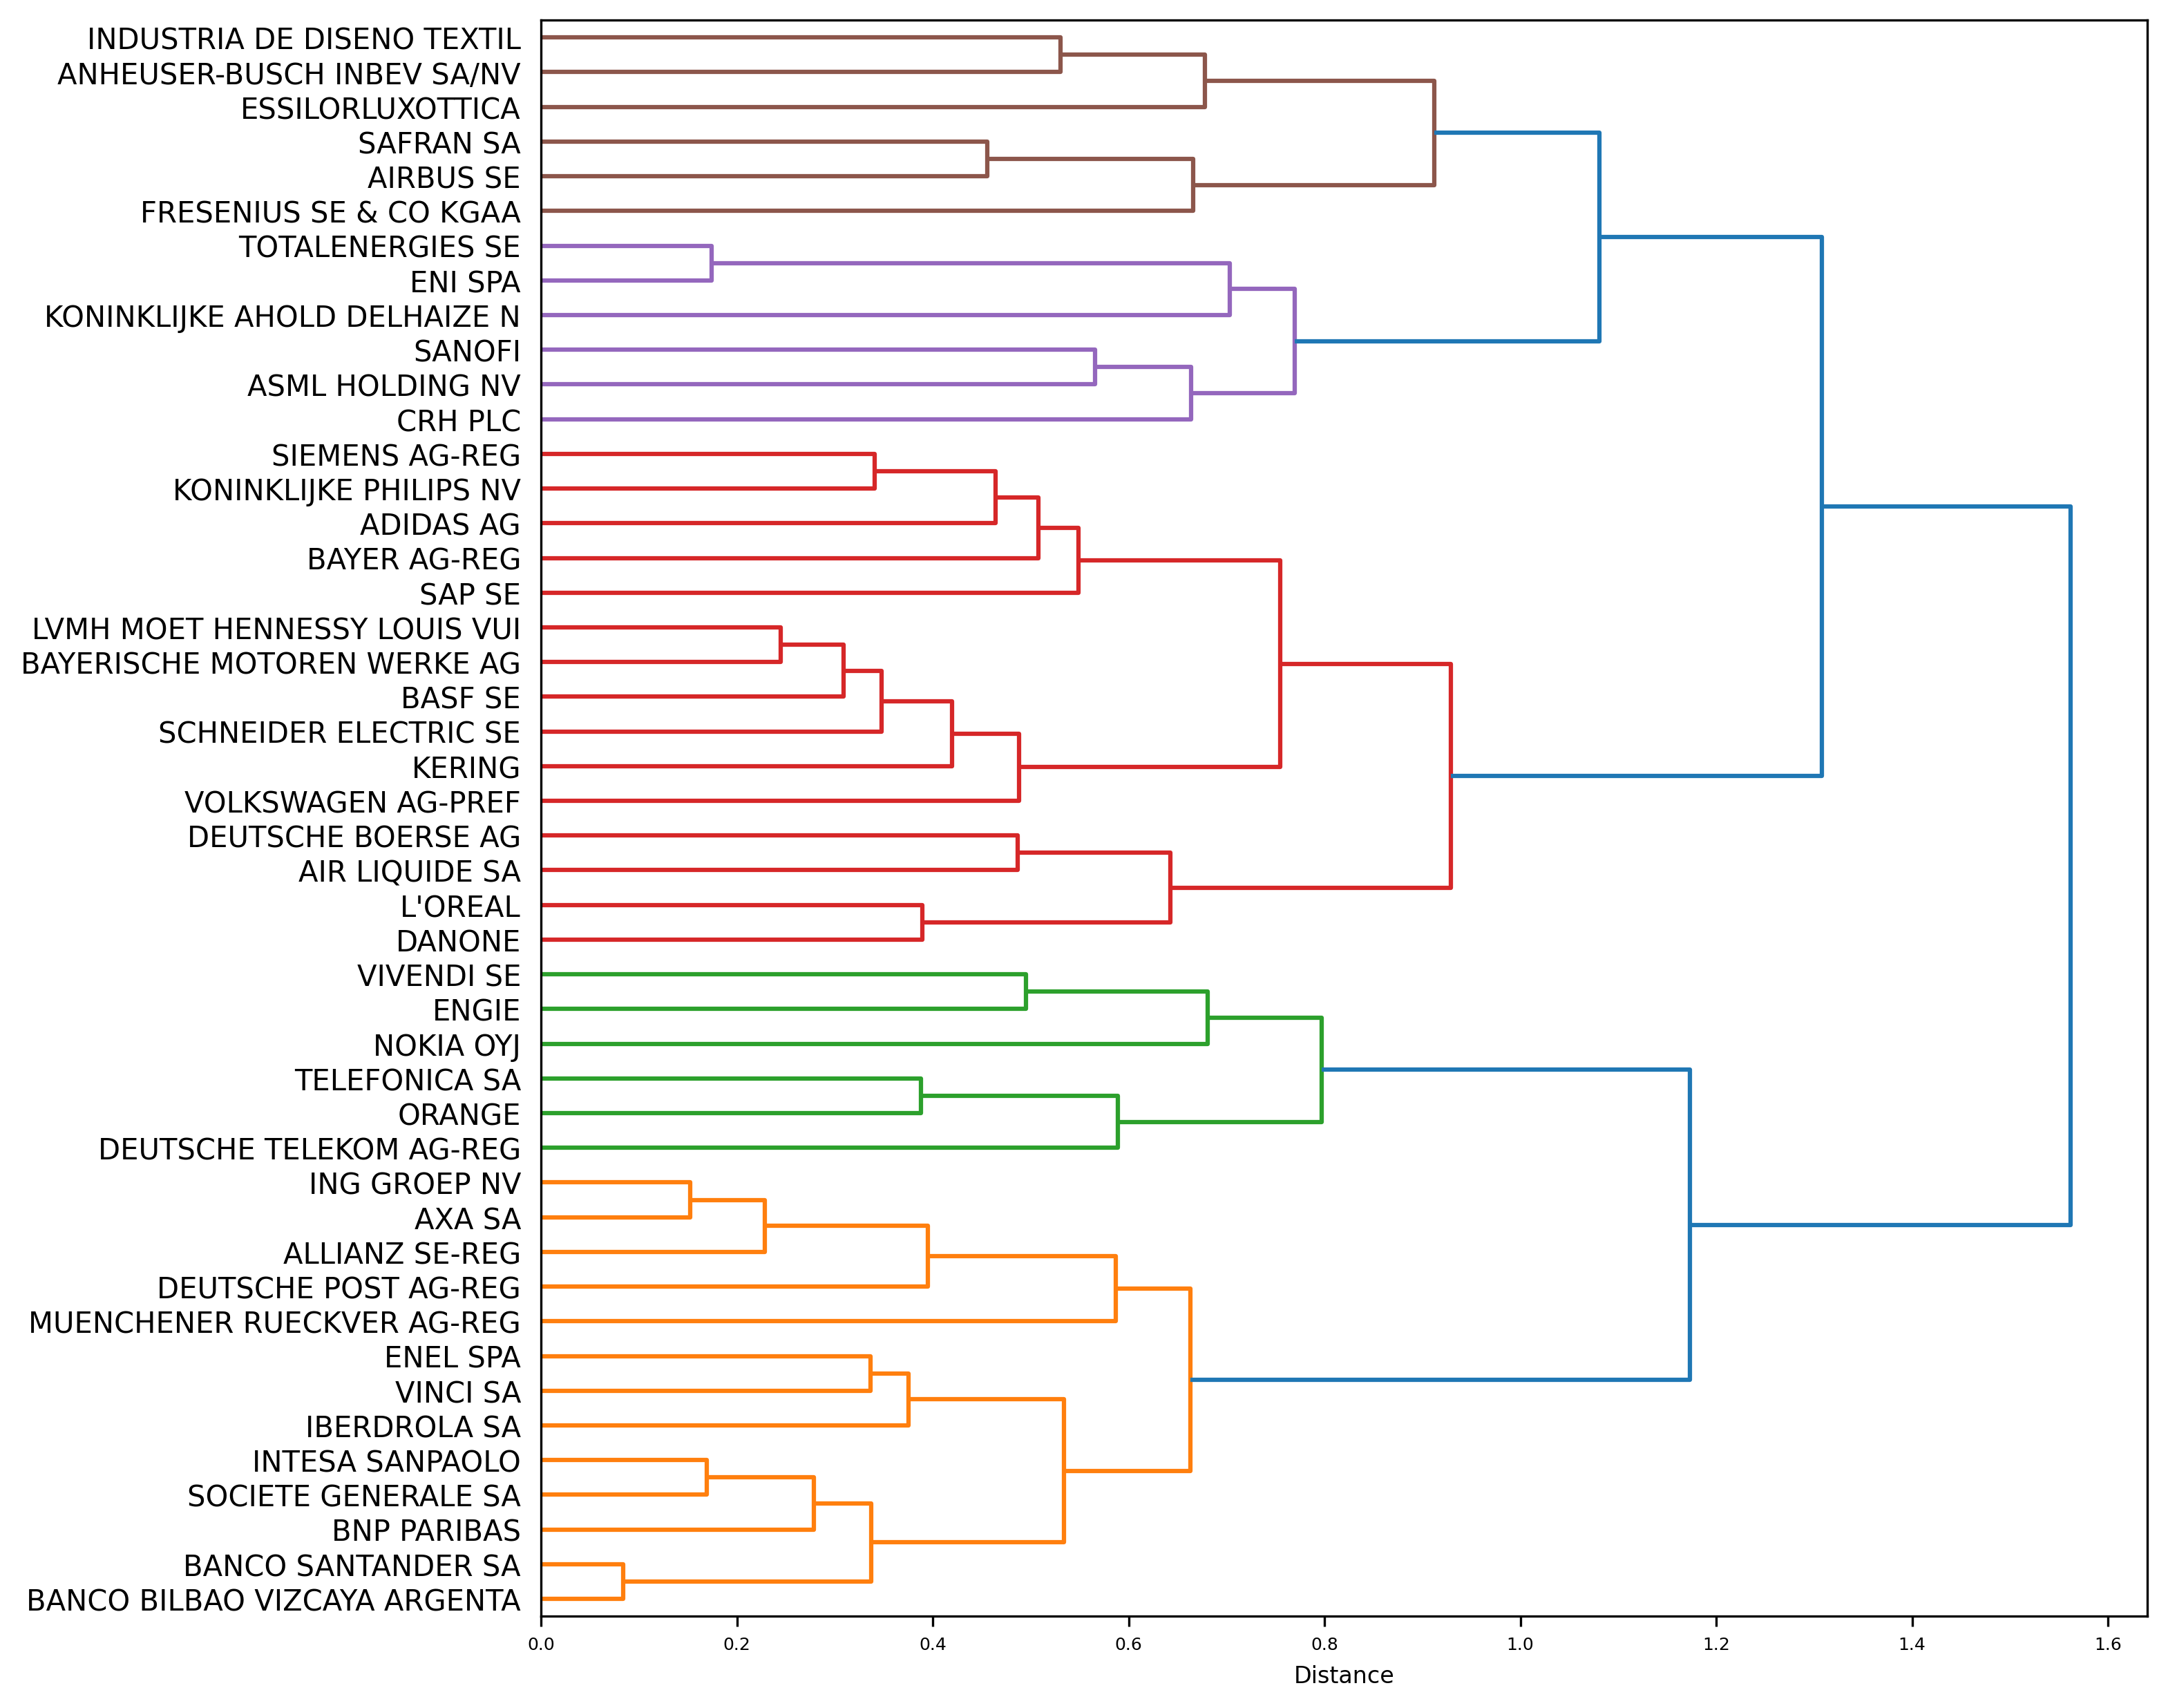 INDUSTRIA DE DISENO TEXTIL
ANHEUSER-BUSCH INBEV SA/NV
ESSILORLUXOTTICA
SAFRAN SA
AIRBUS SE
FRESENIUS SE & CO KGAA
TOTALENERGIES SE
ENI SPA
KONINKLIJKE AHOLD DELHAIZE N
SANOFI
ASML HOLDING NV
CRH PLC
SIEMENS AG-REG
KONINKLIJKE PHILIPS NV
ADIDAS AG
BAYER AG-REG
SAP SE
LVMH MOET HENNESSY LOUIS VUI
BAYERISCHE MOTOREN WERKE AG
BASF SE
SCHNEIDER ELECTRIC SE
KERING
VOLKSWAGEN AG-PREF
DEUTSCHE BOERSE AG
AIR LIQUIDE SA
L'OREAL
DANONE
VIVENDI SE
ENGIE
NOKIA OYJ
TELEFONICA SA
ORANGE
DEUTSCHE TELEKOM AG-REG
ING GROEP NV
AXA SA
ALLIANZ SE-REG
DEUTSCHE POST AG-REG
MUENCHENER RUECKVER AG-REG
ENEL SPA
VINCI SA
IBERDROLA SA
INTESA SANPAOLO
SOCIETE GENERALE SA
BNP PARIBAS
BANCO SANTANDER SA
BANCO BILBAO VIZCAYA ARGENTA
0.0 0.2 0.4 0.6 0.8 1.0 1.2 1.4 1.6
Distance